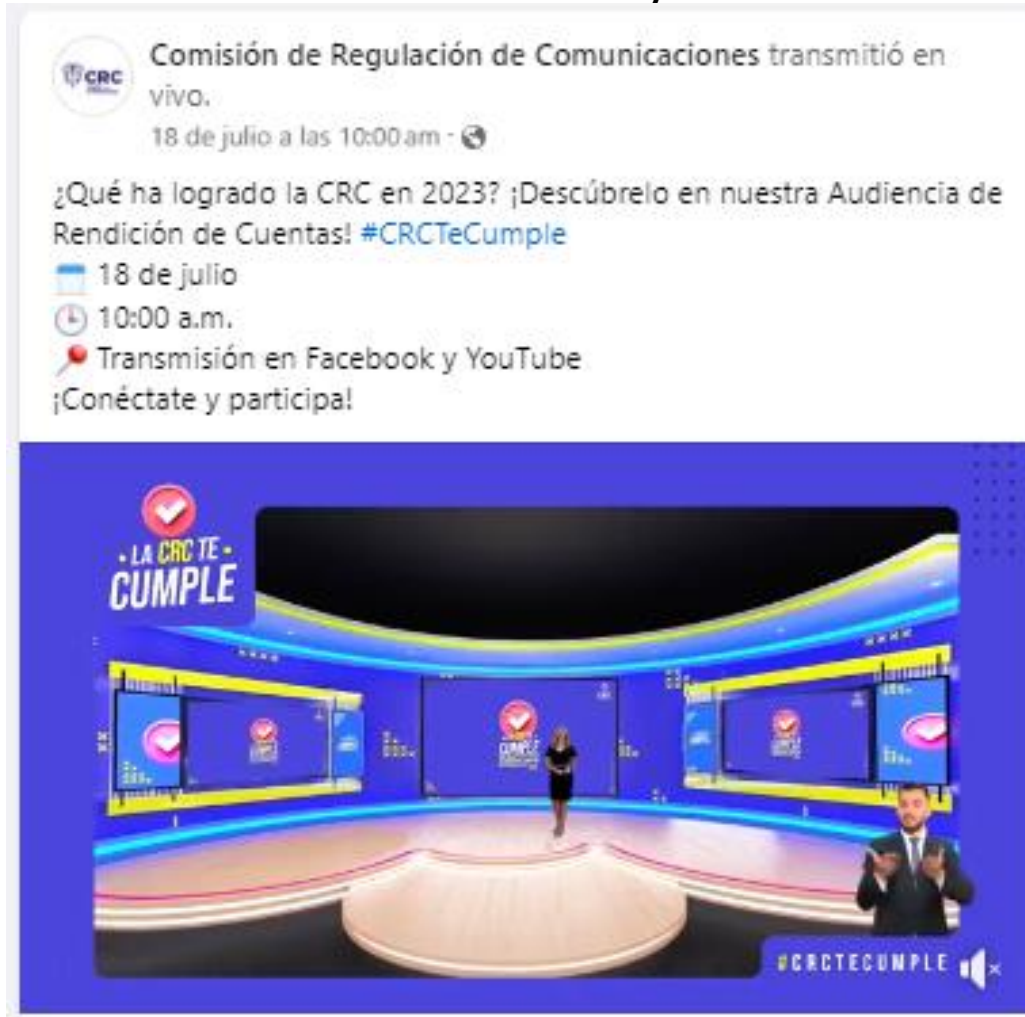 CRC
Comisión de Regulación de Comunicaciones transmitió en
vivo.
18 de julio a las 10:00 am ·
¿Qué ha logrado la CRC en 2023? ¡Descúbrelo en nuestra Audiencia de
Rendición de Cuentas! #CRCTeCumple
18 de julio
10:00 a.m.
Transmisión en Facebook y YouTube
¡Conéctate y participa!
• LA CRC TE •
CUMPLE
CUMPLE
#CRCTECUMPLE